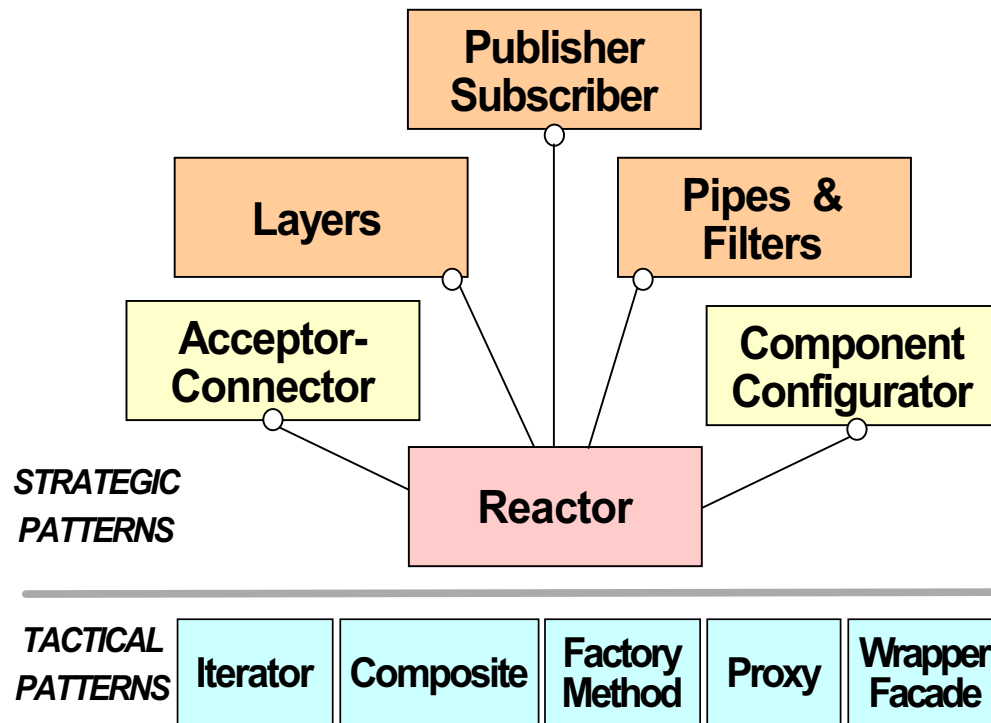 Publisher
Subscriber
Layers
Pipes &
Filters
Acceptor-
Connector
Component
Configurator
STRATEGIC
PATTERNS
Reactor
TACTICAL
PATTERNS
Iterator
Composite
Factory
Method
Proxy
Wrapper
Facade